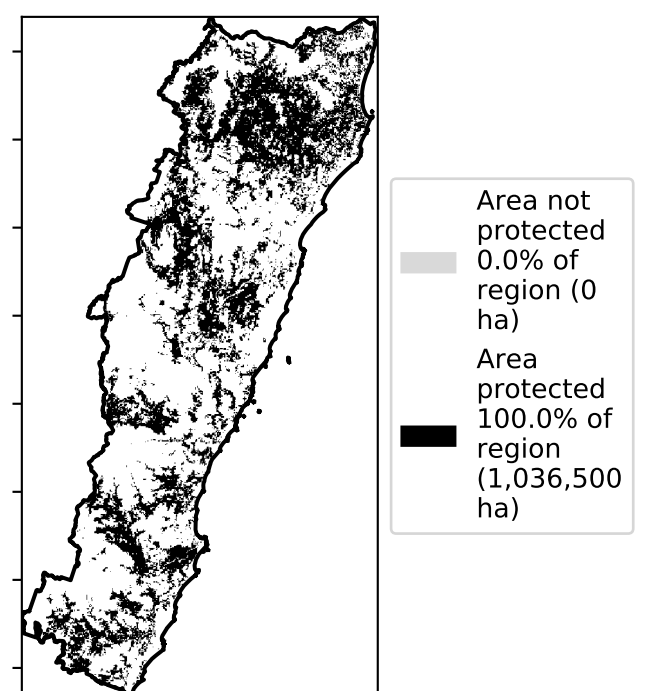 Area not
protected
0.0% of
region (0
ha)
Area
protected
100.0% of
region
(1,036,500
ha)